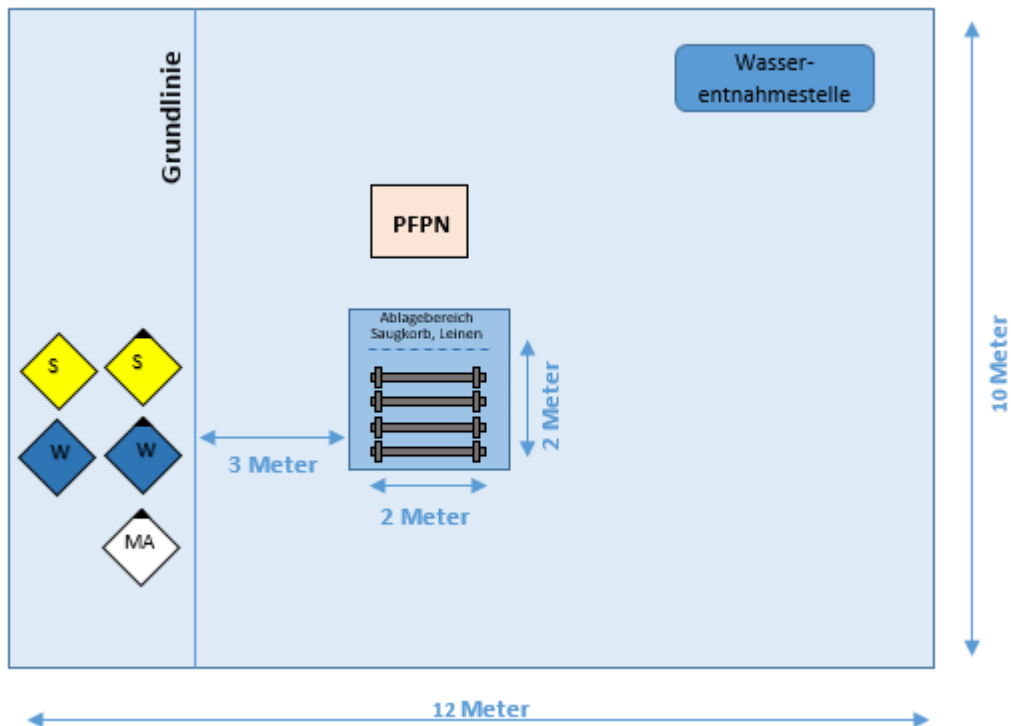 Grundlinie
Wasser-
entnahmestelle
PFPN
Ablagebereich
Saugkorb, Leinen
S
S
W
W
MA
3 Meter
2 Meter
2 Meter
10 Meter
12 Meter